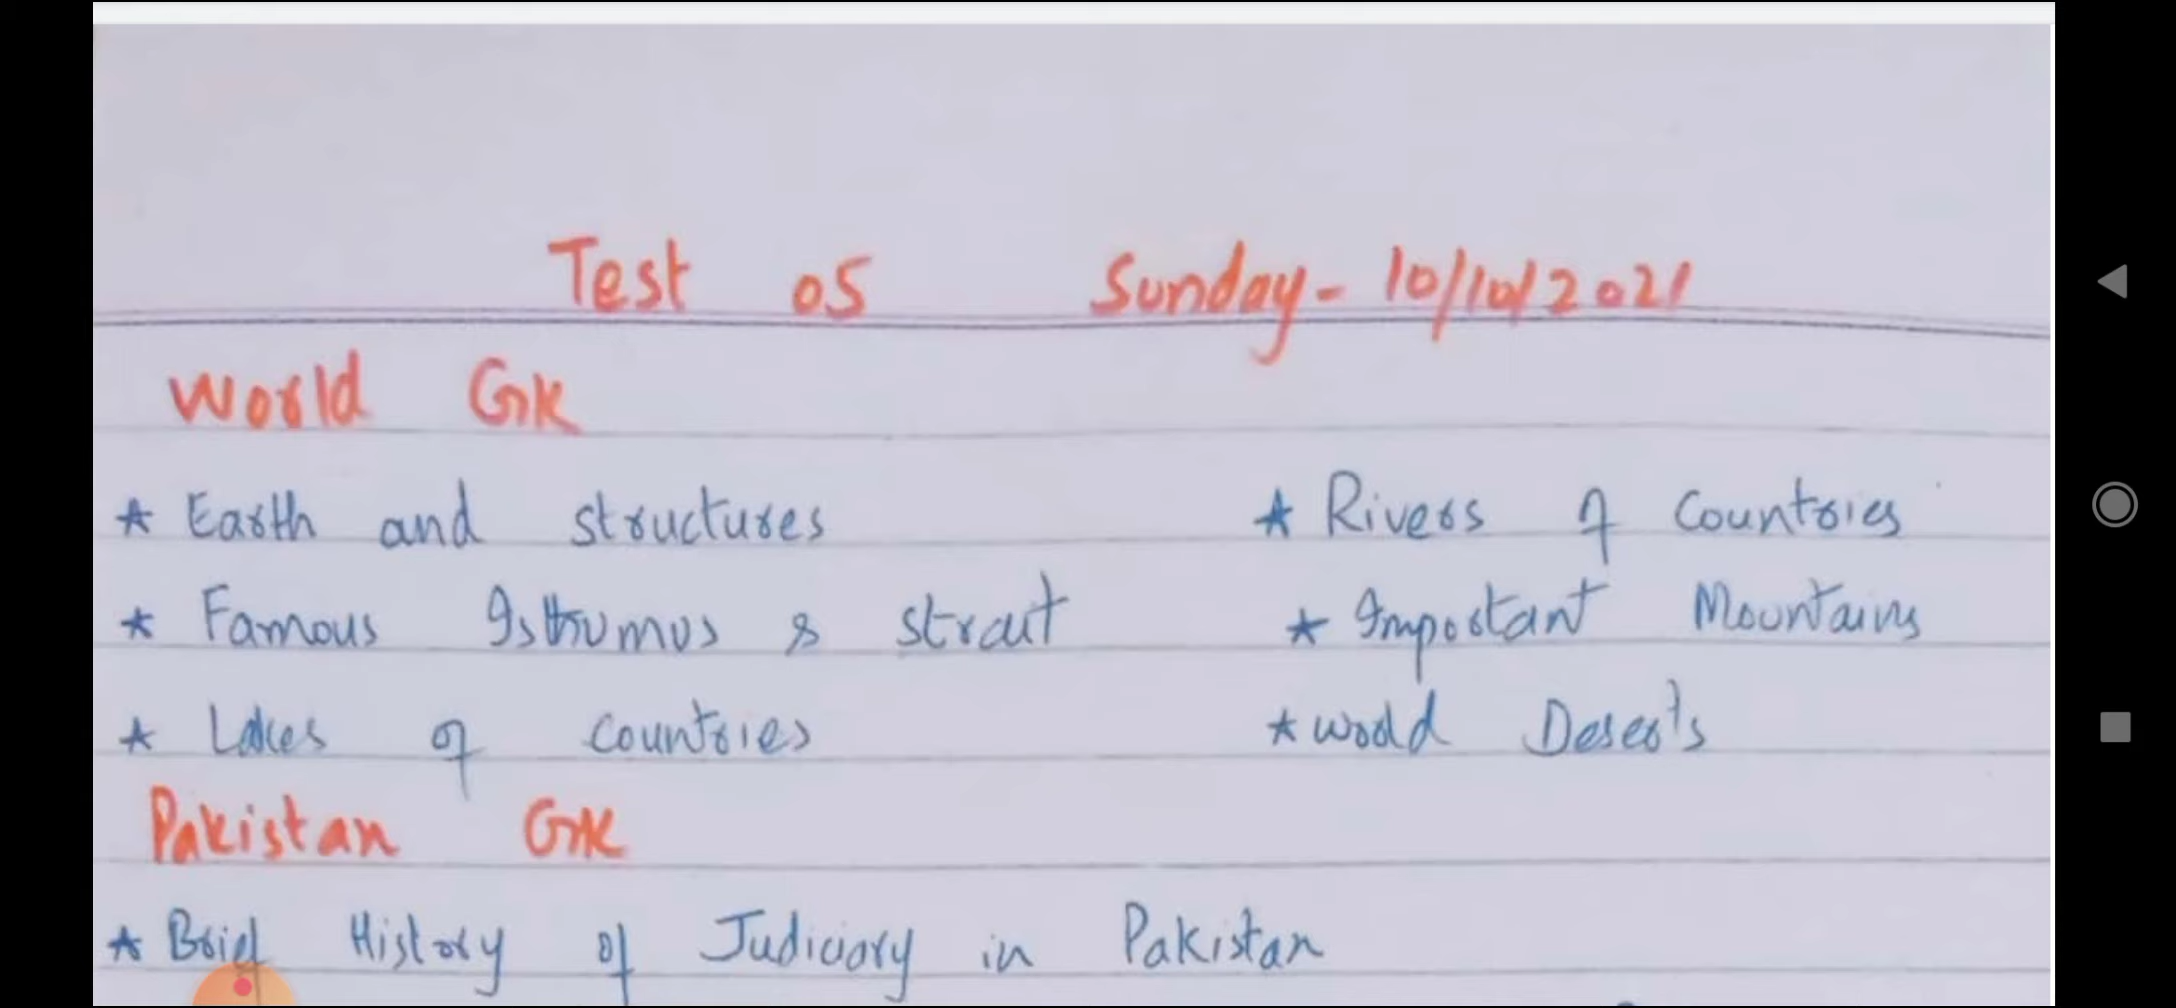 Test 05 Sunday - 10/10/2021
World GK
★ Earth and structures ★ Rivers of Countries
★ Famous Isthumus & strait ★ Important Mountains
★ Lakes of countries ★ World Deserts
Pakistan GK
★ Brief History of Judiciary in Pakistan